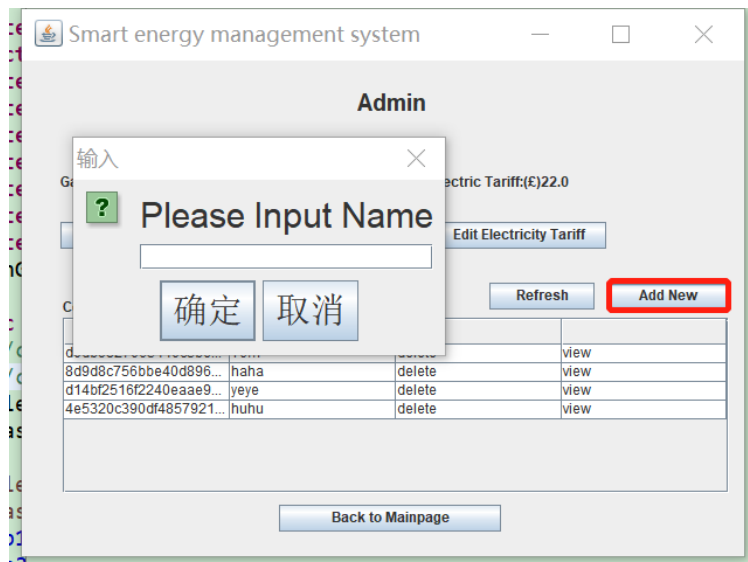 Smart energy management system
Admin
输入
ectric Tariff:(£)22.0
?
Please Input Name
Edit Electricity Tariff
确定
取消
Refresh
Add New
view
8d9d8c756bbe40d896... haha delete view
d14bf2516f2240eaae9... yeye delete view
4e5320c390df4857921... huhu delete view
Back to Mainpage